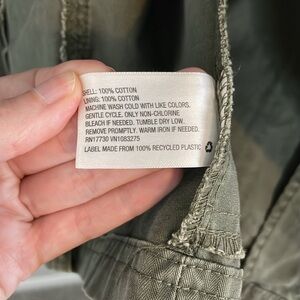 SHELL: 100% COTTON
LINING: 100% COTTON
MACHINE WASH COLD WITH LIKE COLORS.
GENTLE CYCLE. ONLY NON-CHLORINE
BLEACH IF NEEDED. TUMBLE DRY LOW.
REMOVE PROMPTLY. WARM IRON IF NEEDED.
RN17730 VN1083275
LABEL MADE FROM 100% RECYCLED PLASTIC